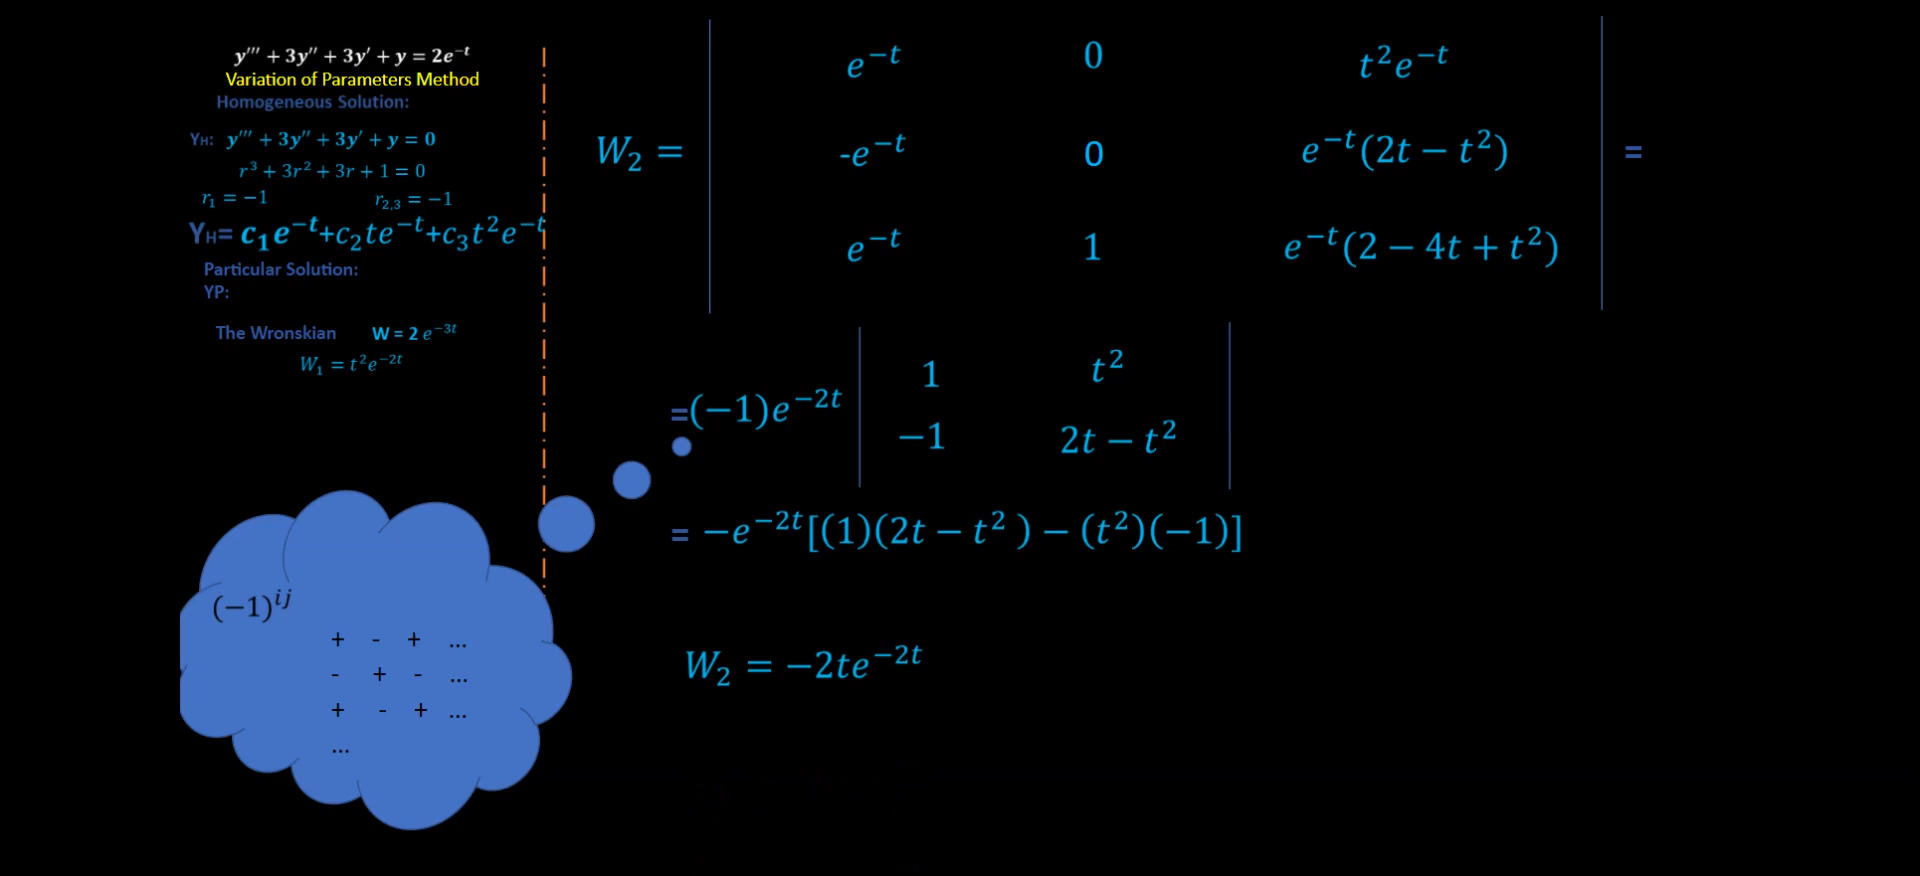 y′′′ + 3y′′ + 3y′ + y = 2e^{−t}
Variation of Parameters Method
Homogeneous Solution:
YH: y′′′ + 3y′′ + 3y′ + y = 0
r³ + 3r² + 3r + 1 = 0
r₁ = −1 r₂,₃ = −1
YH= c₁e^{−t}+c₂te^{−t}+c₃t²e^{−t}
Particular Solution:
YP:
The Wronskian W = 2 e^{−3t}
W₁ = t²e^{−2t}
(−1)^{ij}
+ - + ...
- + - ...
+ - + ...
...
e^{−t} 0 t²e^{−t}
W₂ = -e^{−t} 0 e^{−t}(2t − t²) =
e^{−t} 1 e^{−t}(2 − 4t + t²)
1 t²
=(−1)e^{−2t}
−1 2t − t²
= −e^{−2t}[(1)(2t − t² ) − (t²)(−1)]
W₂ = −2te^{−2t}